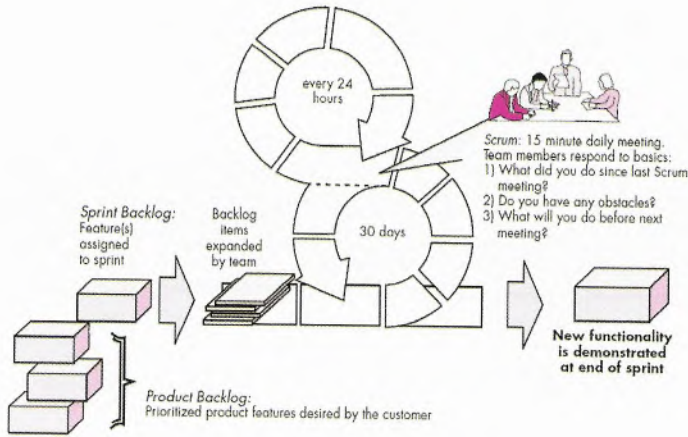 every 24
hours
Scrum: 15 minute daily meeting.
Team members respond to basics:
1) What did you do since last Scrum
meeting?
2) Do you have any obstacles?
3) What will you do before next
meeting?
Sprint Backlog:
Feature(s)
assigned
to sprint
Backlog
items
expanded
by team
30 days
New functionality
is demonstrated
at end of sprint
Product Backlog:
Prioritized product features desired by the customer